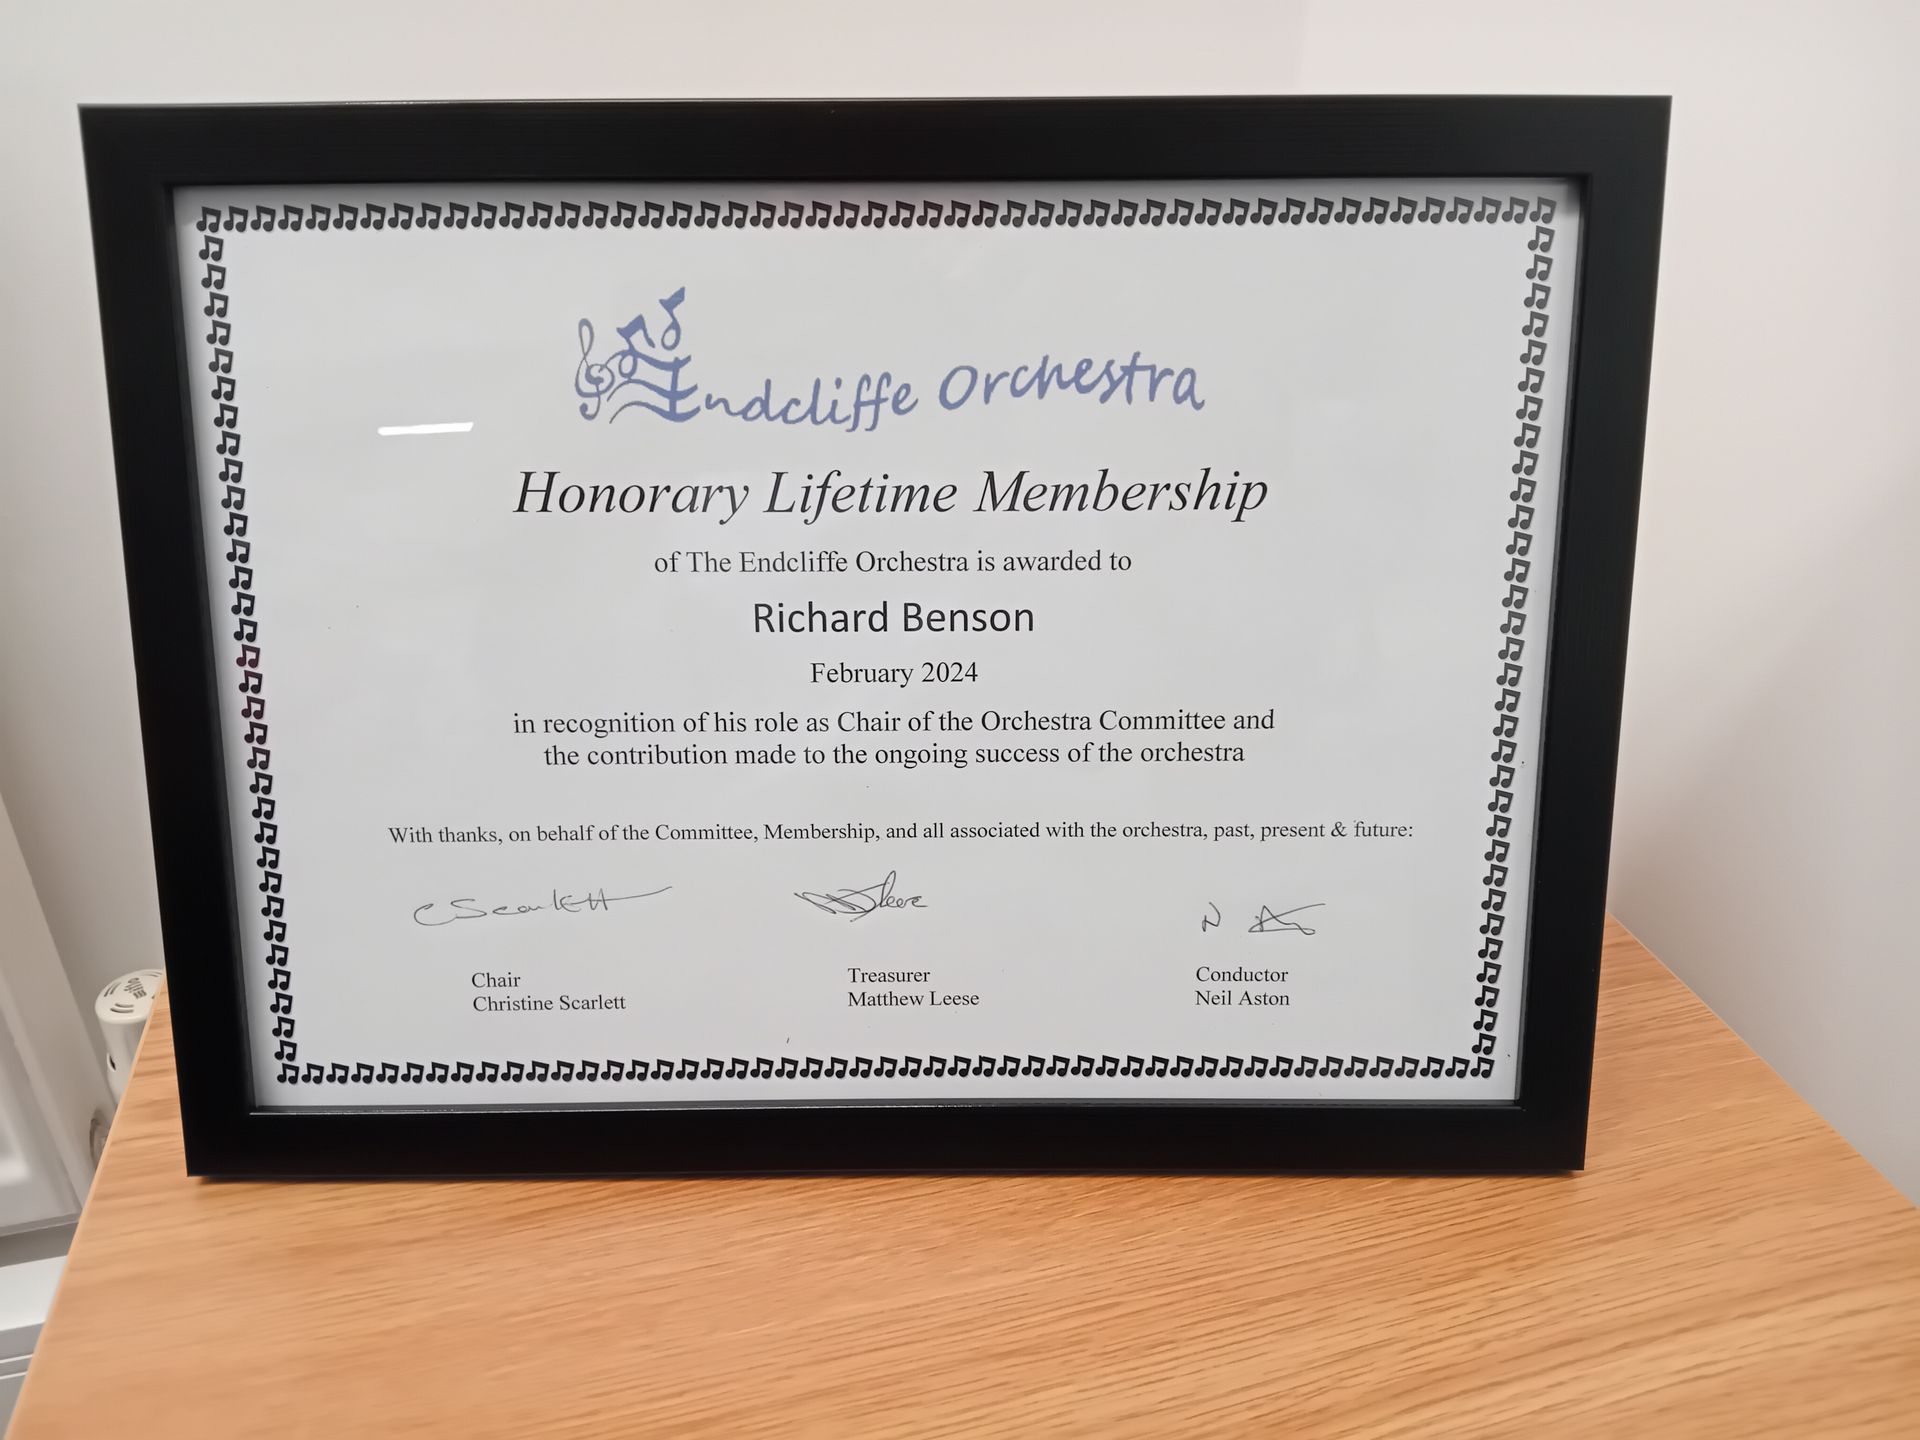 Endcliffe Orchestra
Honorary Lifetime Membership
of The Endcliffe Orchestra is awarded to
Richard Benson
February 2024
in recognition of his role as Chair of the Orchestra Committee and
the contribution made to the ongoing success of the orchestra
With thanks, on behalf of the Committee, Membership, and all associated with the orchestra, past, present & future:
C Scarlett
Chair
Christine Scarlett
Treasurer
Matthew Leese
Conductor
Neil Aston